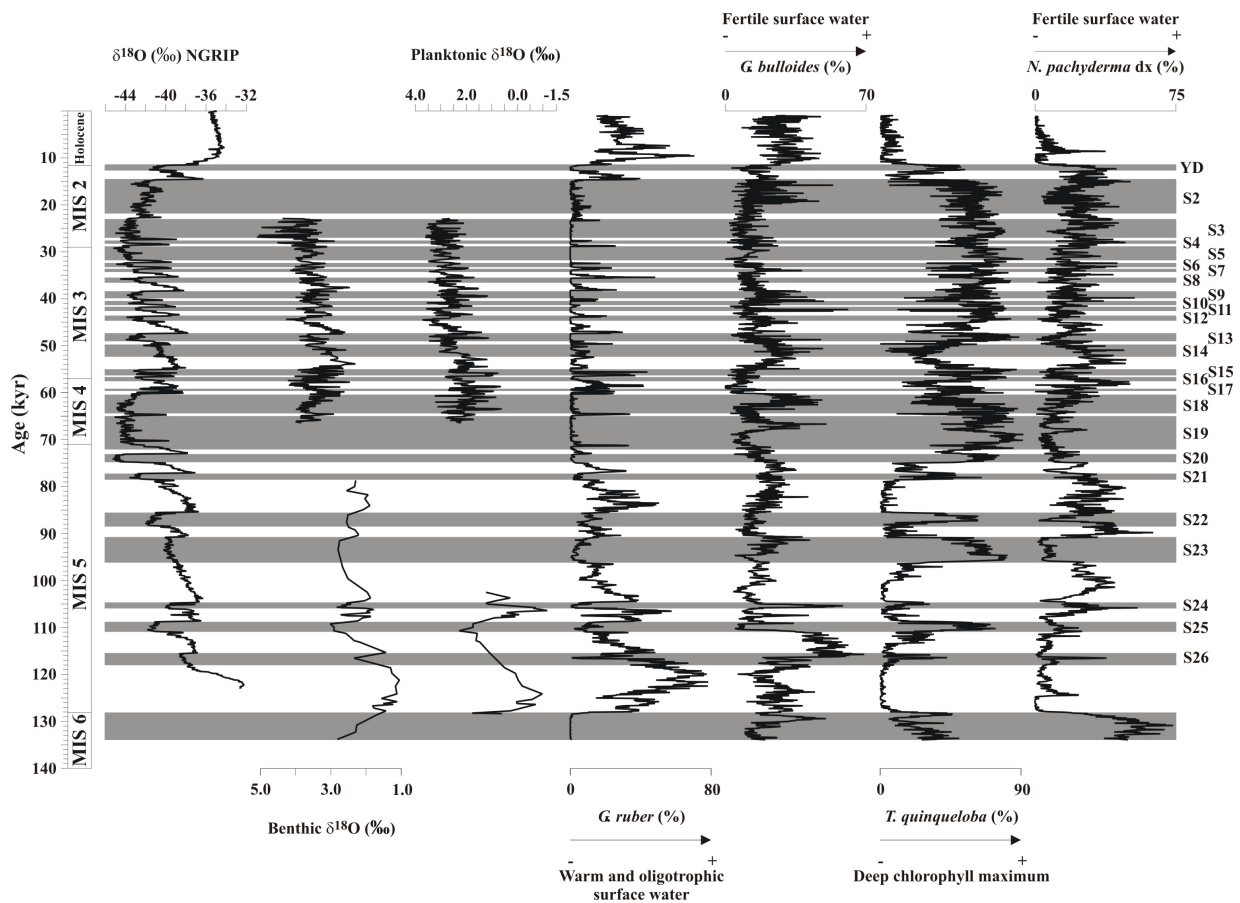 Fertile surface water
- +
G. bulloides (%)
0 70
Fertile surface water
- +
N. pachyderma dx (%)
0 75
δ18O (‰) NGRIP
-44 -40 -36 -32
Planktonic δ18O (‰)
4.0 2.0 0.0 -1.5
Age (kyr)
10
20
30
40
50
60
70
80
90
100
110
120
130
140
Holocene
MIS 2
MIS 3
MIS 4
MIS 5
MIS 6
YD
S2
S3
S4
S5
S6
S7
S8
S9
S10
S11
S12
S13
S14
S15
S16
S17
S18
S19
S20
S21
S22
S23
S24
S25
S26
5.0 3.0 1.0
Benthic δ18O (‰)
0 80
G. ruber (%)
- +
Warm and oligotrophic
surface water
0 90
T. quinqueloba (%)
- +
Deep chlorophyll maximum